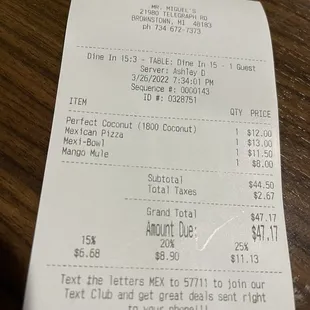 MR. MIGUEL'S
21980 TELEGRAPH RD
BROWNSTOWN, MI 48183
ph 734 672-7373
Dine In 15:3 - TABLE: Dine In 15 - 1 Guest
Server: Ashley D
3/26/2022 7:34:01 PM
Sequence #: 0000143
ID #: 0328751
ITEM QTY PRICE
Perfect Coconut (1800 Coconut) 1 $12.00
Mexican Pizza 1 $13.00
Mexi-Bowl 1 $11.50
Mango Mule 1 $8.00
Subtotal $44.50
Total Taxes $2.67
Grand Total $47.17
Amount Due: $47.17
15% 20% 25%
$6.68 $8.90 $11.13
Text the letters MEX to 57711 to join our
Text Club and get great deals sent right
to your phone!!